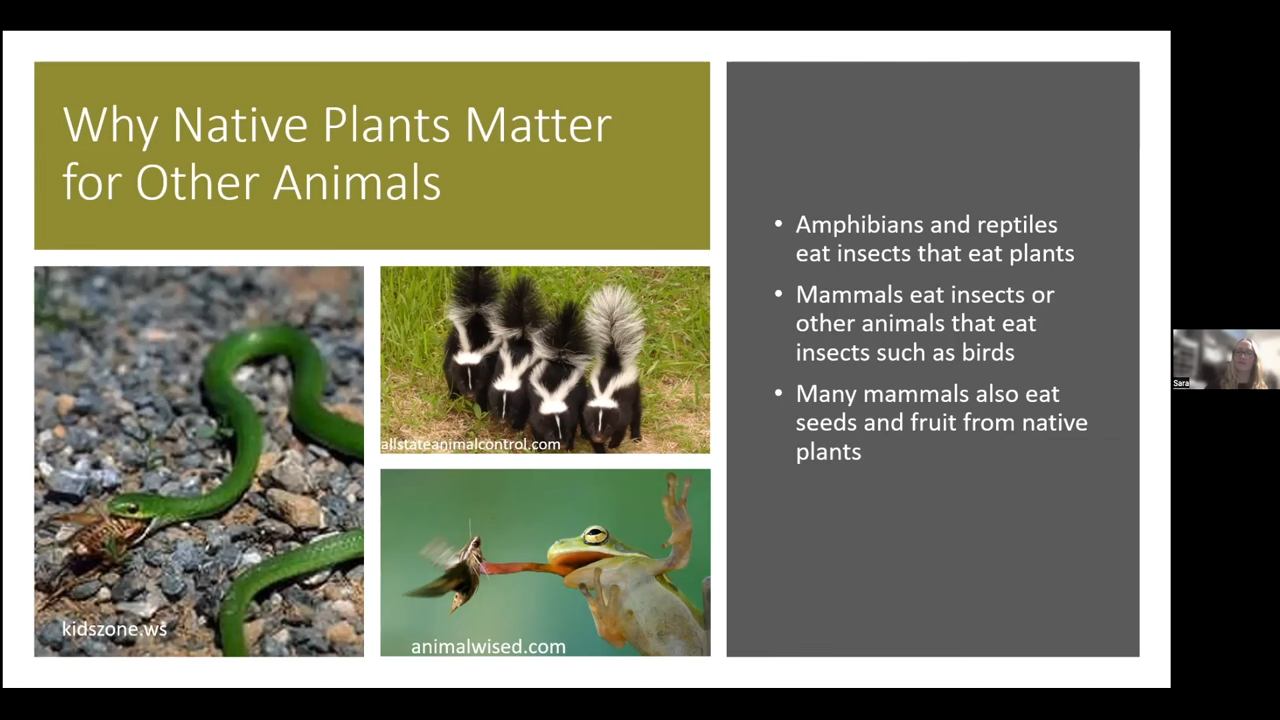 Why Native Plants Matter
for Other Animals
kidszone.ws
allstateanimalcontrol.com
animalwised.com
• Amphibians and reptiles
eat insects that eat plants
• Mammals eat insects or
other animals that eat
insects such as birds
• Many mammals also eat
seeds and fruit from native
plants
Sara